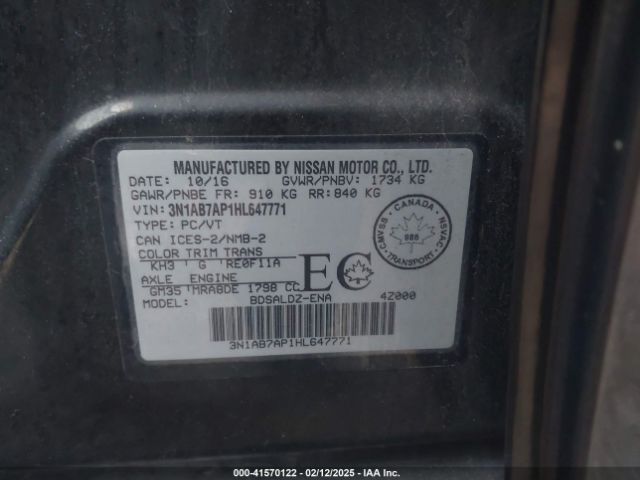 MANUFACTURED BY NISSAN MOTOR CO., LTD.
DATE: 10/16 GVWR/PNBV: 1734 KG
GAWR/PNBE FR: 910 KG RR: 840 KG
VIN: 3N1AB7AP1HL647771
TYPE: PC/VT
CAN ICES-2/NMB-2
COLOR TRIM TRANS
KH3 G RE0F11A
AXLE ENGINE
GM35 MRA8DE 1798 CC
MODEL: BDSALDZ-ENA 4Z000
EC
CANADA
CMVSS NSVAC
986
TRANSPORT
3N1AB7AP1HL647771
000-41570122 - 02/12/2025 - IAA Inc.